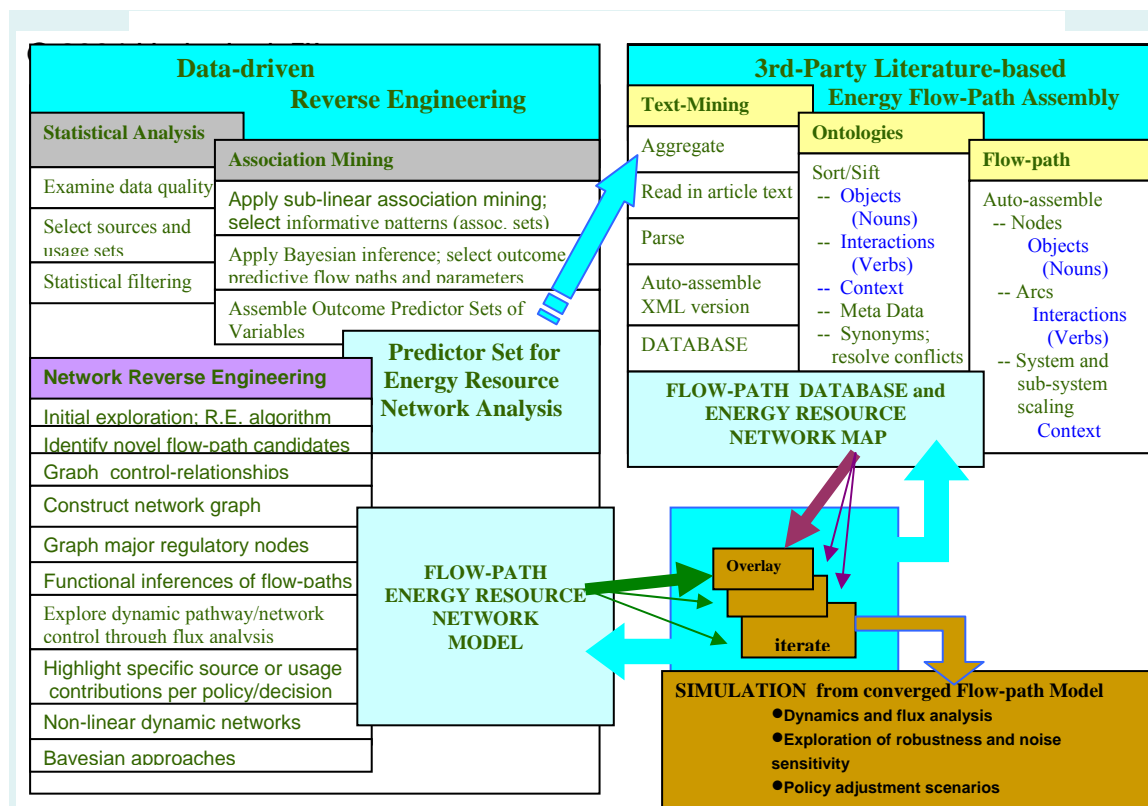 Data-driven
Reverse Engineering
Statistical Analysis
Examine data quality
Select sources and
usage sets
Statistical filtering
Association Mining
Apply sub-linear association mining;
select informative patterns (assoc. sets)
Apply Bayesian inference; select outcome
predictive flow paths and parameters
Assemble Outcome Predictor Sets of
Variables
Predictor Set for
Energy Resource
Network Analysis
Network Reverse Engineering
Initial exploration; R.E. algorithm
Identify novel flow-path candidates
Graph control-relationships
Construct network graph
Graph major regulatory nodes
Functional inferences of flow-paths
Explore dynamic pathway/network
control through flux analysis
Highlight specific source or usage
contributions per policy/decision
Non-linear dynamic networks
Bayesian approaches
FLOW-PATH
ENERGY RESOURCE
NETWORK
MODEL
3rd-Party Literature-based
Energy Flow-Path Assembly
Text-Mining
Aggregate
Read in article text
Parse
Auto-assemble
XML version
DATABASE
Ontologies
Sort/Sift
-- Objects
(Nouns)
-- Interactions
(Verbs)
-- Context
-- Meta Data
-- Synonyms;
resolve conflicts
Flow-path
Auto-assemble
-- Nodes
Objects
(Nouns)
-- Arcs
Interactions
(Verbs)
-- System and
sub-system
scaling
Context
FLOW-PATH DATABASE and
ENERGY RESOURCE
NETWORK MAP
Overlay
iterate
SIMULATION from converged Flow-path Model
●Dynamics and flux analysis
●Exploration of robustness and noise
sensitivity
●Policy adjustment scenarios